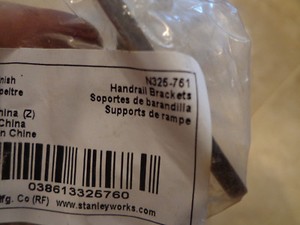 nish N325-761
peltre Handrail Brackets
Soportes de barandilla
hina (Z) Supports de rampe
China
n Chine
038613325760
fg. Co (RF) www.stanleyworks.com